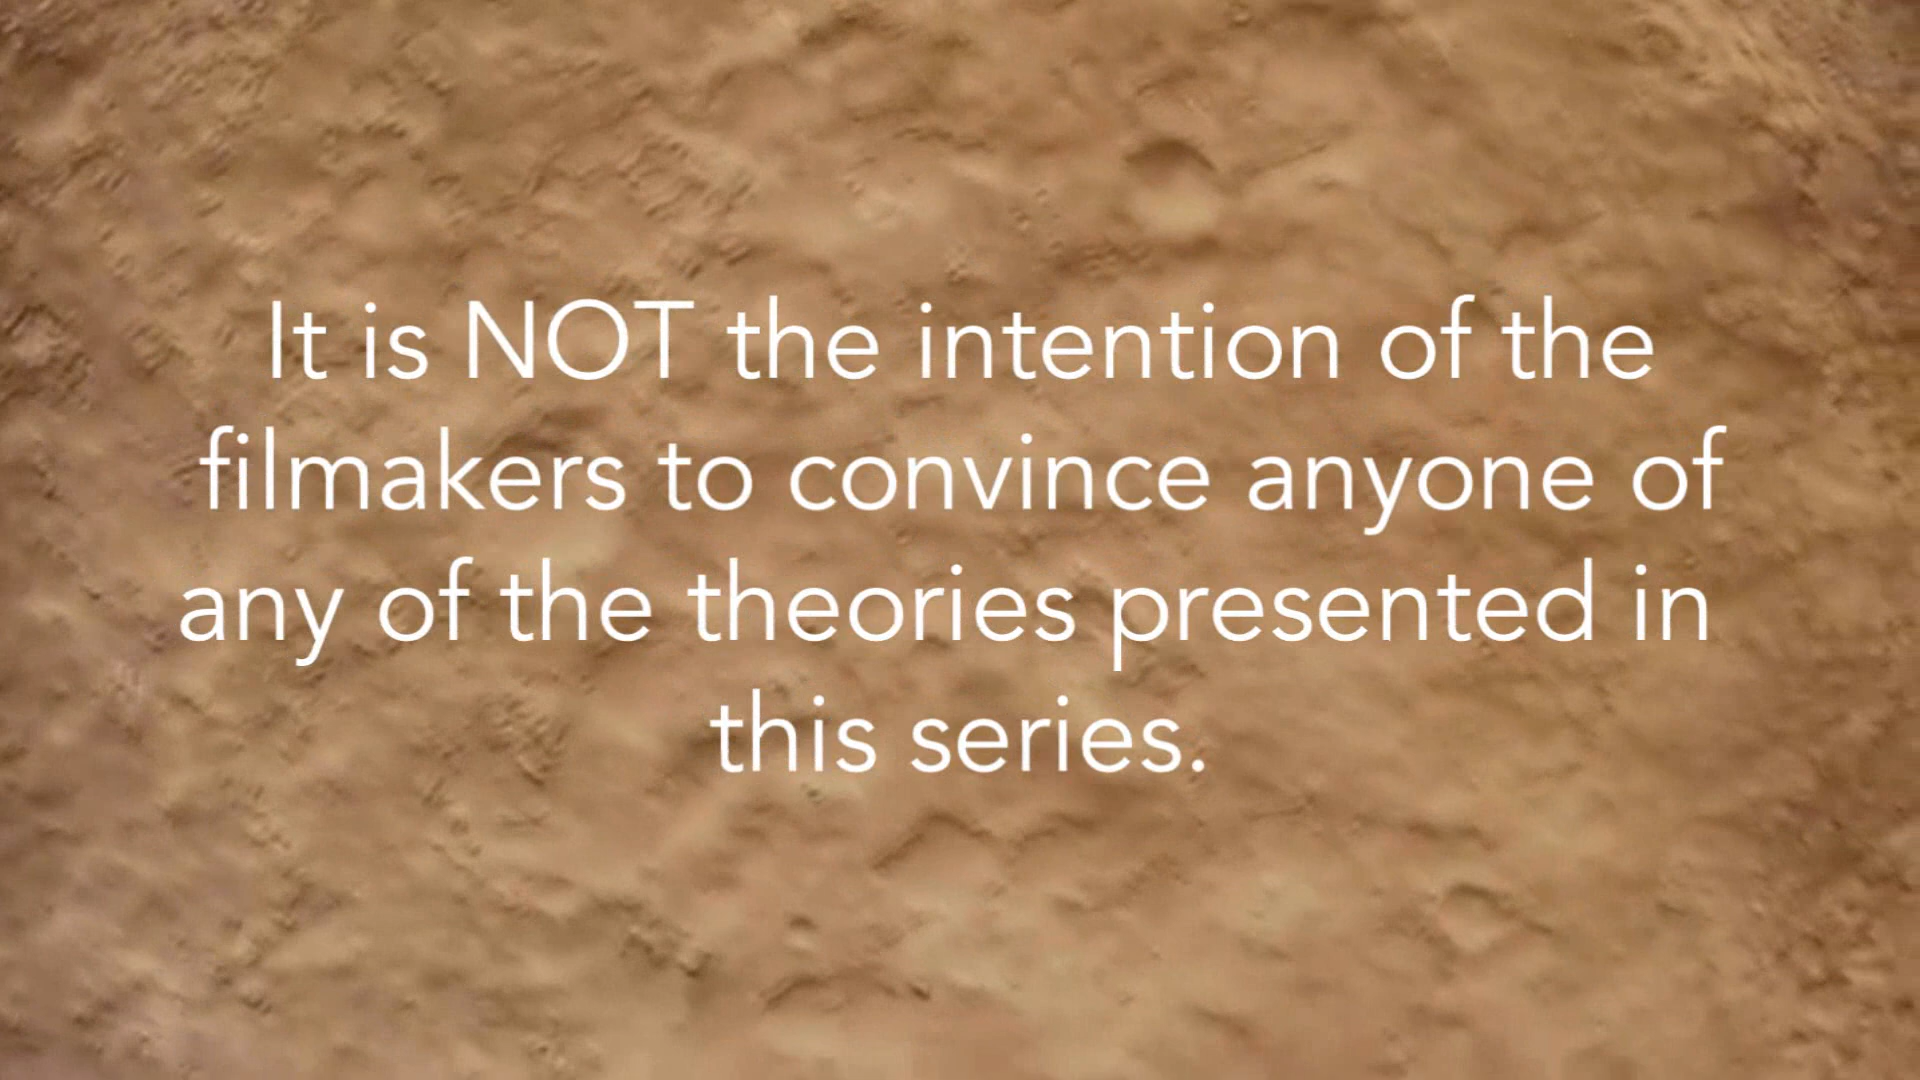 It is NOT the intention of the
filmakers to convince anyone of
any of the theories presented in
this series.